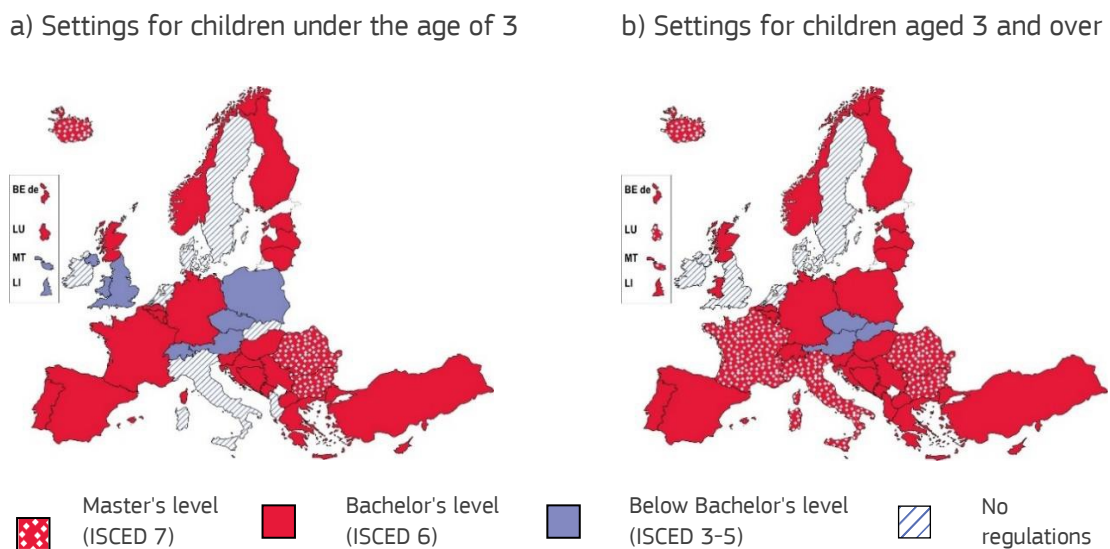 a) Settings for children under the age of 3
b) Settings for children aged 3 and over
BE de
LU
MT
LI
BE de
LU
MT
LI
Master's level
(ISCED 7)
Bachelor's level
(ISCED 6)
Below Bachelor's level
(ISCED 3-5)
No
regulations